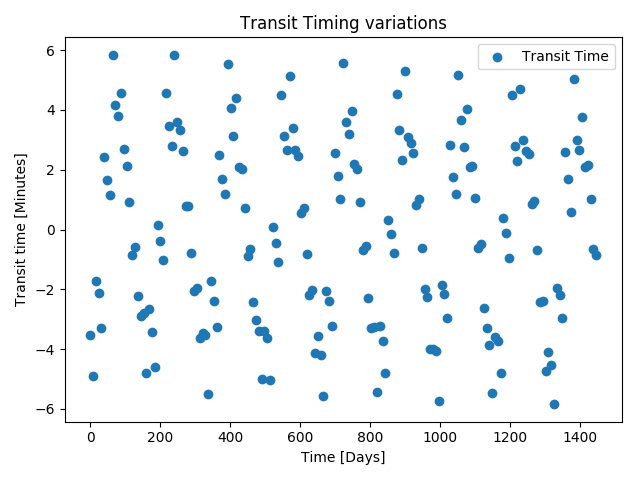 Transit Timing variations
Transit Time
Transit time [Minutes]
6
4
2
0
−2
−4
−6
0 200 400 600 800 1000 1200 1400
Time [Days]